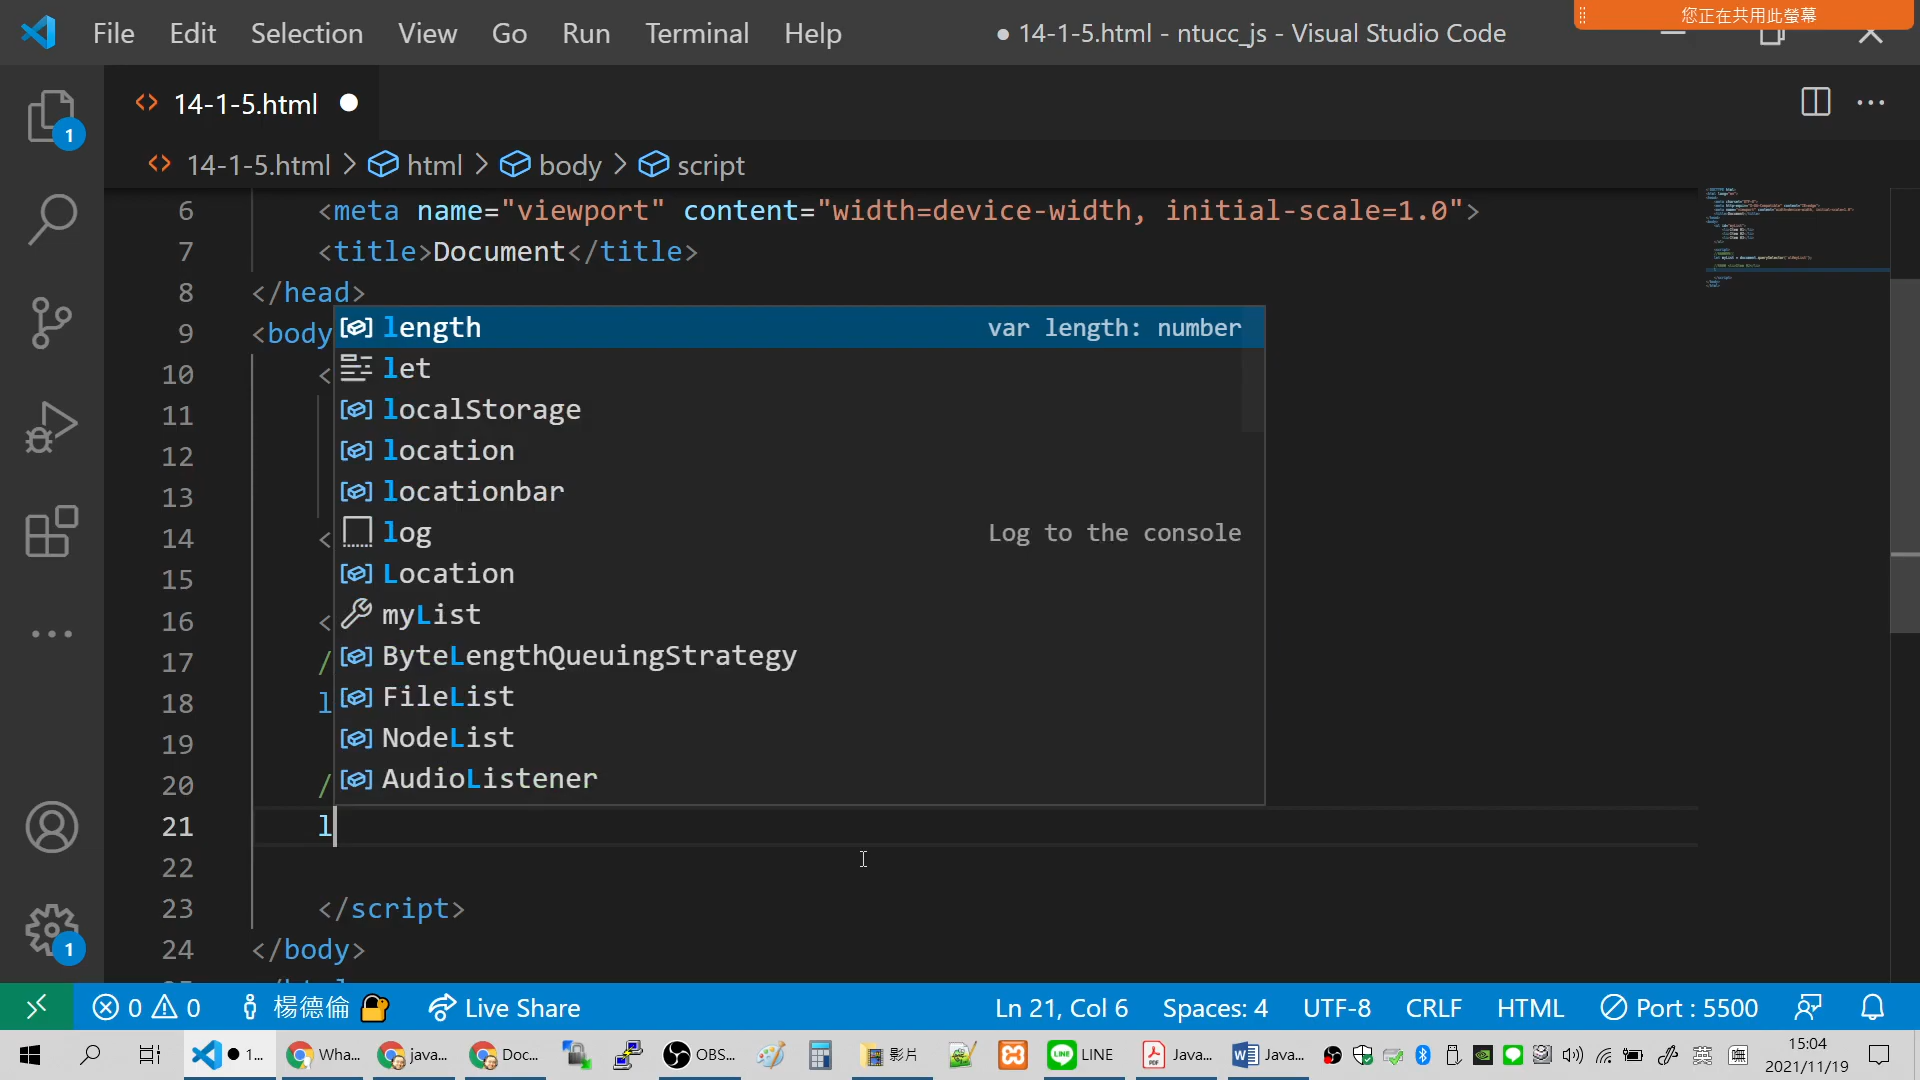 File Edit Selection View Go Run Terminal Help
● 14-1-5.html - ntucc_js - Visual Studio Code
您正在共用此螢幕
14-1-5.html
14-1-5.html > html > body > script
6 <meta name="viewport" content="width=device-width, initial-scale=1.0">
7 <title>Document</title>
8 </head>
9 <body
length var length: number
10 <
let
11
localStorage
12
location
13
locationbar
14 <
log Log to the console
15
Location
16 <
myList
17 /
ByteLengthQueuingStrategy
18 l
FileList
19
NodeList
20 /
AudioListener
21 l
22
23 </script>
24 </body>
1
1
0 0 楊德倫 Live Share Ln 21, Col 6 Spaces: 4 UTF-8 CRLF HTML Port : 5500
● 1... Wha... java... Doc... OBS... 影片 LINE Java... Java... 英 15:04
2021/11/19